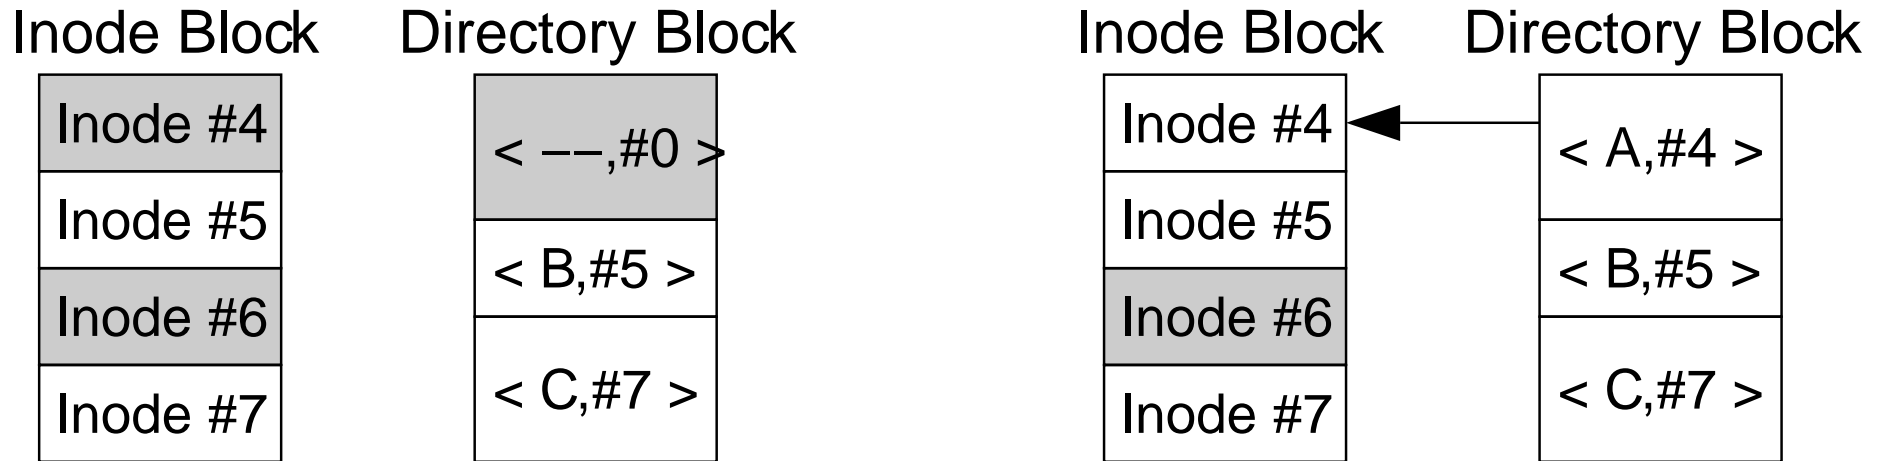 Inode Block
Inode #4
Inode #5
Inode #6
Inode #7
Directory Block
< −−,#0 >
< B,#5 >
< C,#7 >
Inode Block
Inode #4
Inode #5
Inode #6
Inode #7
Directory Block
< A,#4 >
< B,#5 >
< C,#7 >